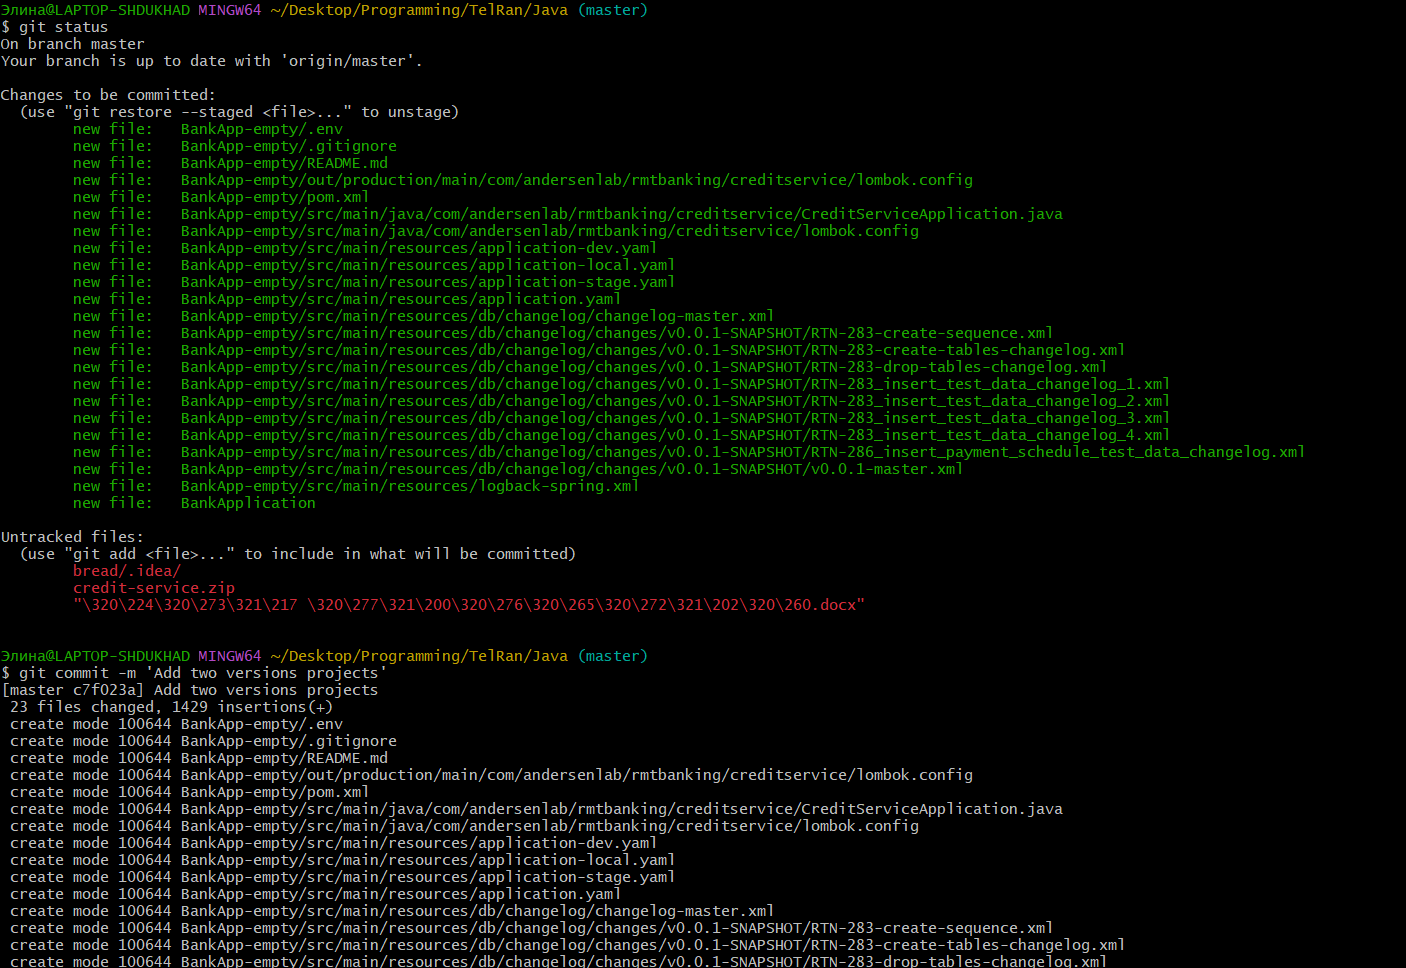 Элина@LAPTOP-SHDUKHAD MINGW64 ~/Desktop/Programming/TelRan/Java (master)
$ git status
On branch master
Your branch is up to date with 'origin/master'.

Changes to be committed:
  (use "git restore --staged <file>..." to unstage)
        new file:   BankApp-empty/.env
        new file:   BankApp-empty/.gitignore
        new file:   BankApp-empty/README.md
        new file:   BankApp-empty/out/production/main/com/andersenlab/rmtbanking/creditservice/lombok.config
        new file:   BankApp-empty/pom.xml
        new file:   BankApp-empty/src/main/java/com/andersenlab/rmtbanking/creditservice/CreditServiceApplication.java
        new file:   BankApp-empty/src/main/java/com/andersenlab/rmtbanking/creditservice/lombok.config
        new file:   BankApp-empty/src/main/resources/application-dev.yaml
        new file:   BankApp-empty/src/main/resources/application-local.yaml
        new file:   BankApp-empty/src/main/resources/application-stage.yaml
        new file:   BankApp-empty/src/main/resources/application.yaml
        new file:   BankApp-empty/src/main/resources/db/changelog/changelog-master.xml
        new file:   BankApp-empty/src/main/resources/db/changelog/changes/v0.0.1-SNAPSHOT/RTN-283-create-sequence.xml
        new file:   BankApp-empty/src/main/resources/db/changelog/changes/v0.0.1-SNAPSHOT/RTN-283-create-tables-changelog.xml
        new file:   BankApp-empty/src/main/resources/db/changelog/changes/v0.0.1-SNAPSHOT/RTN-283-drop-tables-changelog.xml
        new file:   BankApp-empty/src/main/resources/db/changelog/changes/v0.0.1-SNAPSHOT/RTN-283_insert_test_data_changelog_1.xml
        new file:   BankApp-empty/src/main/resources/db/changelog/changes/v0.0.1-SNAPSHOT/RTN-283_insert_test_data_changelog_2.xml
        new file:   BankApp-empty/src/main/resources/db/changelog/changes/v0.0.1-SNAPSHOT/RTN-283_insert_test_data_changelog_3.xml
        new file:   BankApp-empty/src/main/resources/db/changelog/changes/v0.0.1-SNAPSHOT/RTN-283_insert_test_data_changelog_4.xml
        new file:   BankApp-empty/src/main/resources/db/changelog/changes/v0.0.1-SNAPSHOT/RTN-286_insert_payment_schedule_test_data_changelog.xml
        new file:   BankApp-empty/src/main/resources/db/changelog/changes/v0.0.1-SNAPSHOT/v0.0.1-master.xml
        new file:   BankApp-empty/src/main/resources/logback-spring.xml
        new file:   BankApplication

Untracked files:
  (use "git add <file>..." to include in what will be committed)
        bread/.idea/
        credit-service.zip
        "\320\224\320\273\321\217 \320\277\321\200\320\276\320\265\320\272\321\202\320\260.docx"

Элина@LAPTOP-SHDUKHAD MINGW64 ~/Desktop/Programming/TelRan/Java (master)
$ git commit -m 'Add two versions projects'
[master c7f023a] Add two versions projects
 23 files changed, 1429 insertions(+)
 create mode 100644 BankApp-empty/.env
 create mode 100644 BankApp-empty/.gitignore
 create mode 100644 BankApp-empty/README.md
 create mode 100644 BankApp-empty/out/production/main/com/andersenlab/rmtbanking/creditservice/lombok.config
 create mode 100644 BankApp-empty/pom.xml
 create mode 100644 BankApp-empty/src/main/java/com/andersenlab/rmtbanking/creditservice/CreditServiceApplication.java
 create mode 100644 BankApp-empty/src/main/java/com/andersenlab/rmtbanking/creditservice/lombok.config
 create mode 100644 BankApp-empty/src/main/resources/application-dev.yaml
 create mode 100644 BankApp-empty/src/main/resources/application-local.yaml
 create mode 100644 BankApp-empty/src/main/resources/application-stage.yaml
 create mode 100644 BankApp-empty/src/main/resources/application.yaml
 create mode 100644 BankApp-empty/src/main/resources/db/changelog/changelog-master.xml
 create mode 100644 BankApp-empty/src/main/resources/db/changelog/changes/v0.0.1-SNAPSHOT/RTN-283-create-sequence.xml
 create mode 100644 BankApp-empty/src/main/resources/db/changelog/changes/v0.0.1-SNAPSHOT/RTN-283-create-tables-changelog.xml
 create mode 100644 BankApp-empty/src/main/resources/db/changelog/changes/v0.0.1-SNAPSHOT/RTN-283-drop-tables-changelog.xml